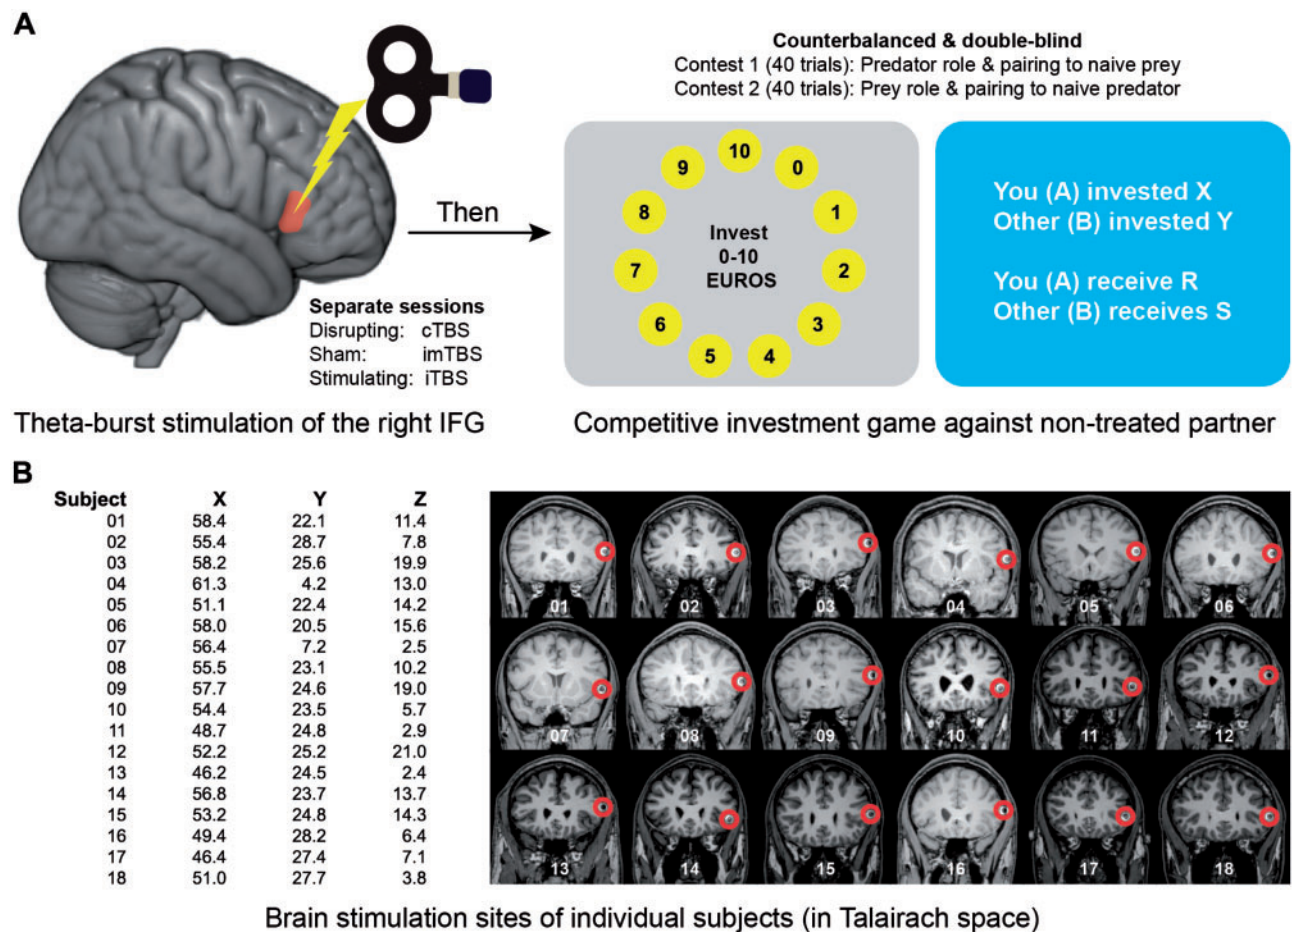 A
Counterbalanced & double-blind
Contest 1 (40 trials): Predator role & pairing to naive prey
Contest 2 (40 trials): Prey role & pairing to naive predator
Then
Separate sessions
Disrupting: cTBS
Sham: imTBS
Stimulating: iTBS
10
0
1
2
3
4
5
6
7
8
9
Invest
0-10
EUROS
You (A) invested X
Other (B) invested Y
You (A) receive R
Other (B) receives S
Theta-burst stimulation of the right IFG
Competitive investment game against non-treated partner
B
Subject X Y Z
01 58.4 22.1 11.4
02 55.4 28.7 7.8
03 58.2 25.6 19.9
04 61.3 4.2 13.0
05 51.1 22.4 14.2
06 58.0 20.5 15.6
07 56.4 7.2 2.5
08 55.5 23.1 10.2
09 57.7 24.6 19.0
10 54.4 23.5 5.7
11 48.7 24.8 2.9
12 52.2 25.2 21.0
13 46.2 24.5 2.4
14 56.8 23.7 13.7
15 53.2 24.8 14.3
16 49.4 28.2 6.4
17 46.4 27.4 7.1
18 51.0 27.7 3.8
01 02 03 04 05 06
07 08 09 10 11 12
13 14 15 16 17 18
Brain stimulation sites of individual subjects (in Talairach space)